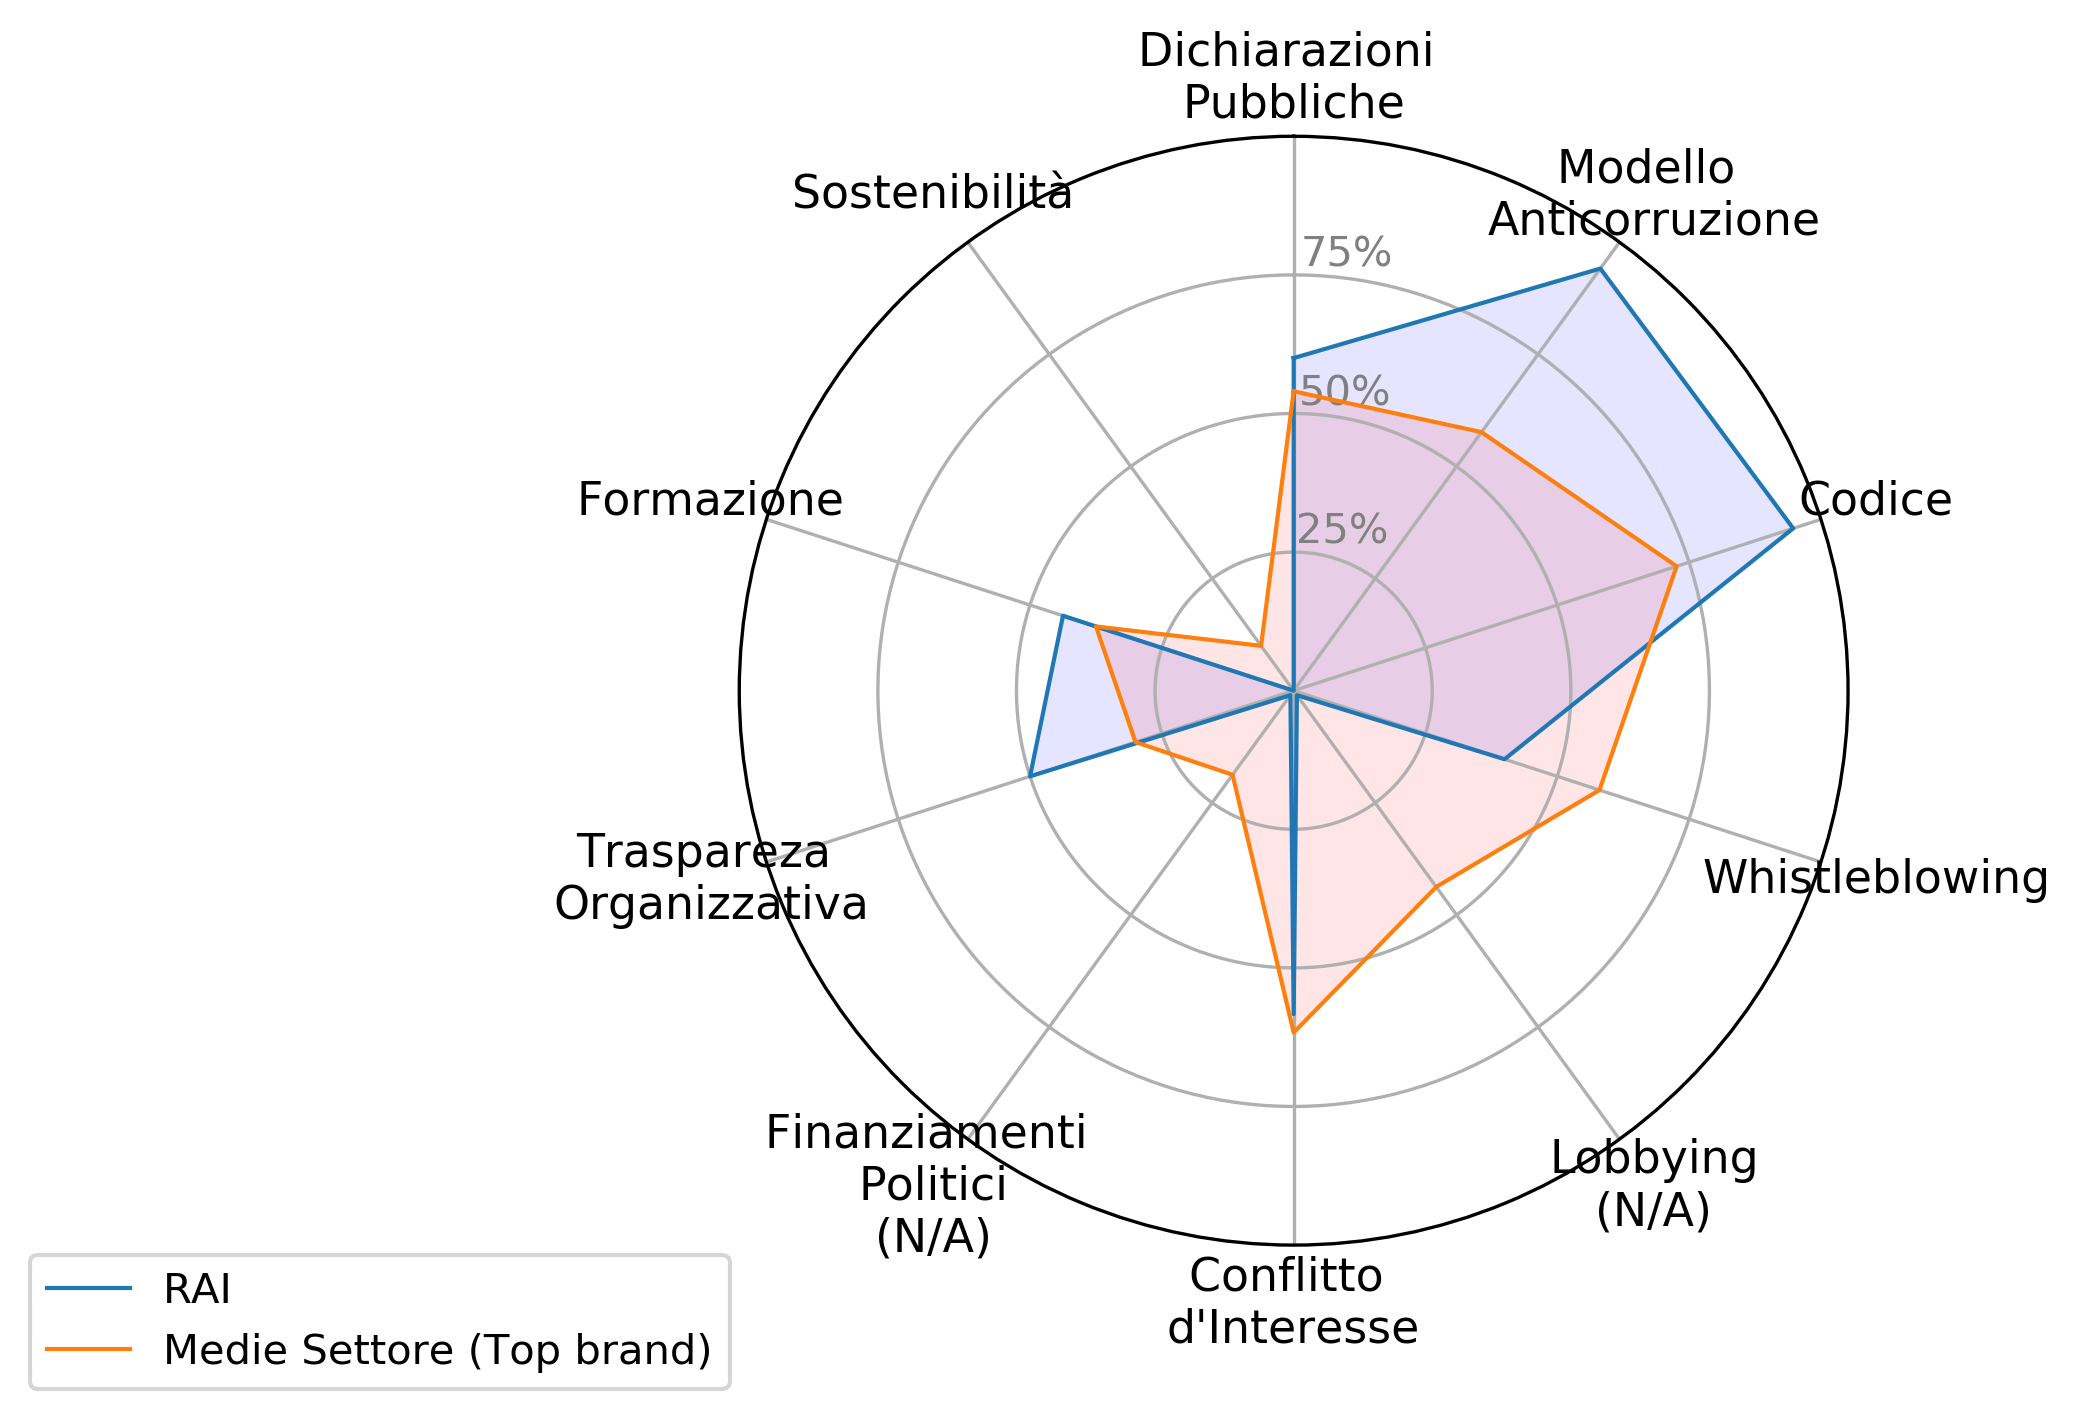 Dichiarazioni
Pubbliche
Modello
Anticorruzione
Sostenibilità
75%
50%
Codice
Formazione
25%
Traspareza
Organizzativa
Whistleblowing
Finanziamenti
Politici
(N/A)
Lobbying
(N/A)
Conflitto
d'Interesse
RAI
Medie Settore (Top brand)